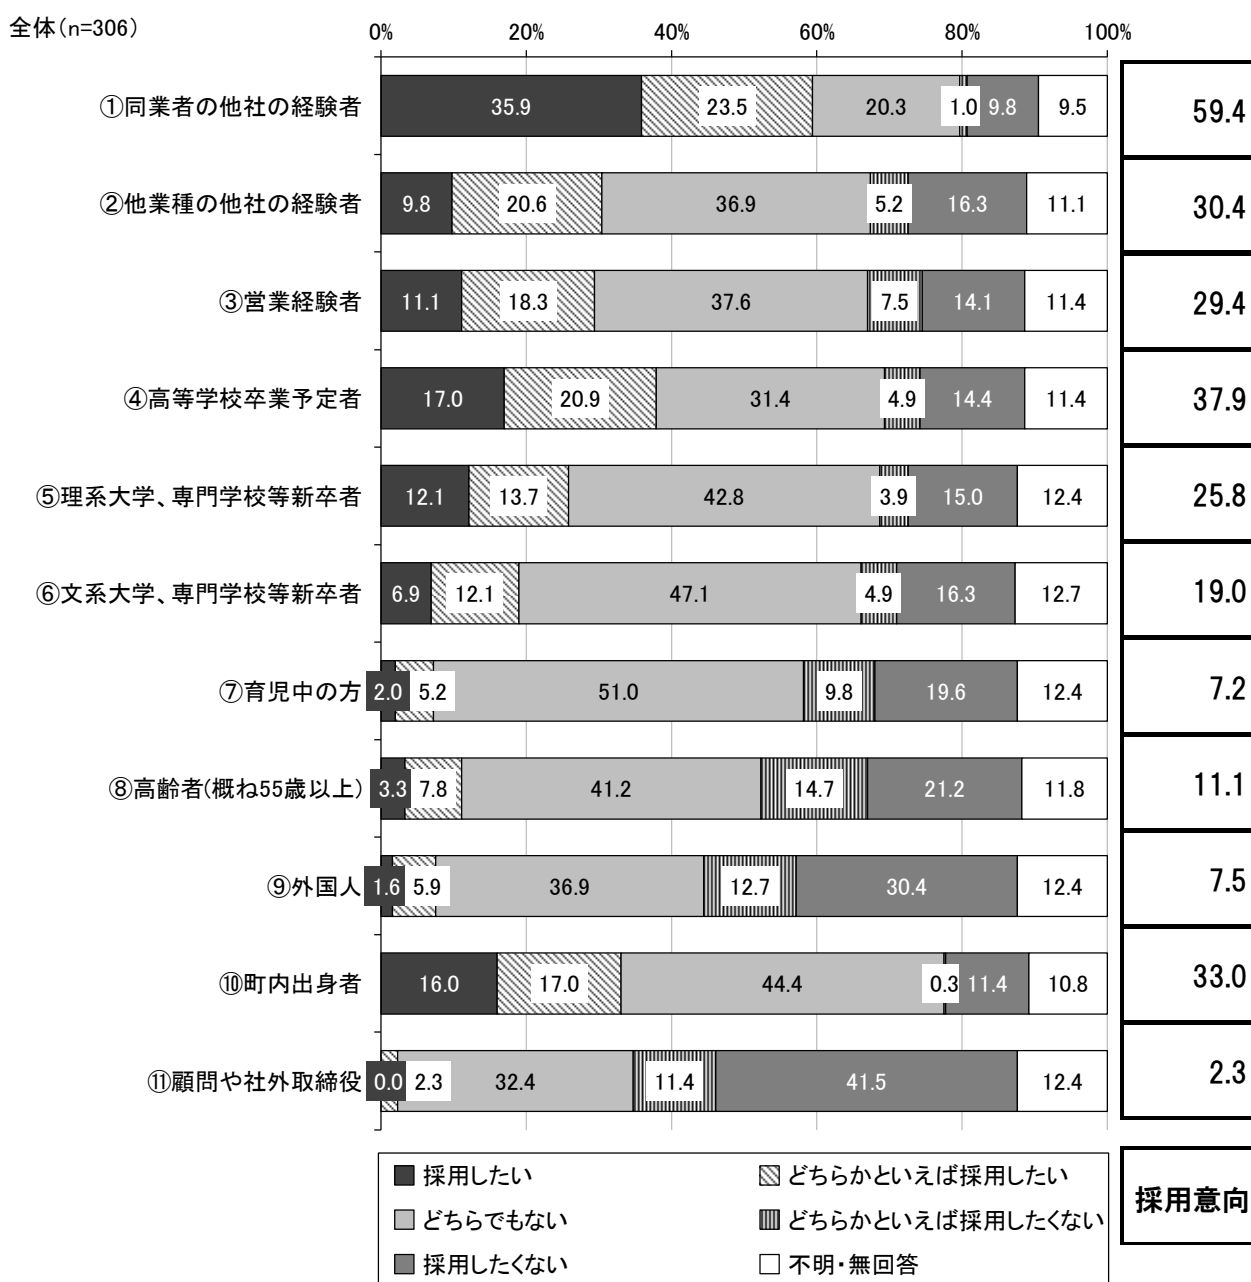 全体(n=306)
0% 20% 40% 60% 80% 100%
①同業者の他社の経験者 35.9 23.5 20.3 1.0 9.8 9.5 59.4
②他業種の他社の経験者 9.8 20.6 36.9 5.2 16.3 11.1 30.4
③営業経験者 11.1 18.3 37.6 7.5 14.1 11.4 29.4
④高等学校卒業予定者 17.0 20.9 31.4 4.9 14.4 11.4 37.9
⑤理系大学、専門学校等新卒者 12.1 13.7 42.8 3.9 15.0 12.4 25.8
⑥文系大学、専門学校等新卒者 6.9 12.1 47.1 4.9 16.3 12.7 19.0
⑦育児中の方 2.0 5.2 51.0 9.8 19.6 12.4 7.2
⑧高齢者(概ね55歳以上) 3.3 7.8 41.2 14.7 21.2 11.8 11.1
⑨外国人 1.6 5.9 36.9 12.7 30.4 12.4 7.5
⑩町内出身者 16.0 17.0 44.4 0.3 11.4 10.8 33.0
⑪顧問や社外取締役 0.0 2.3 32.4 11.4 41.5 12.4 2.3
採用したい どちらかといえば採用したい
どちらでもない どちらかといえば採用したくない
採用したくない 不明・無回答
採用意向